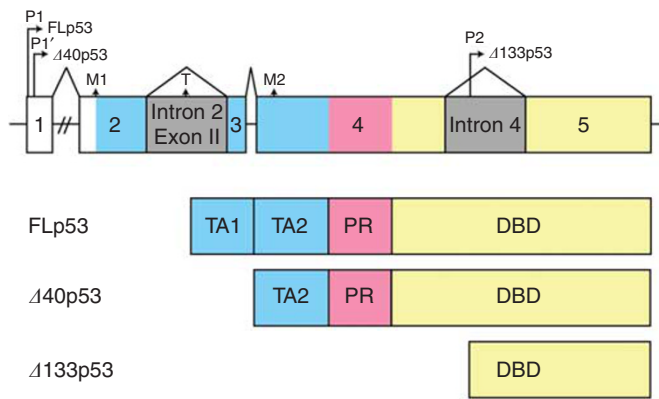 P1
FLp53
P1′
Δ40p53
P2
Δ133p53
M1
T
M2
1
2
Intron 2
Exon II
3
4
Intron 4
5
FLp53
TA1
TA2
PR
DBD
Δ40p53
TA2
PR
DBD
Δ133p53
DBD